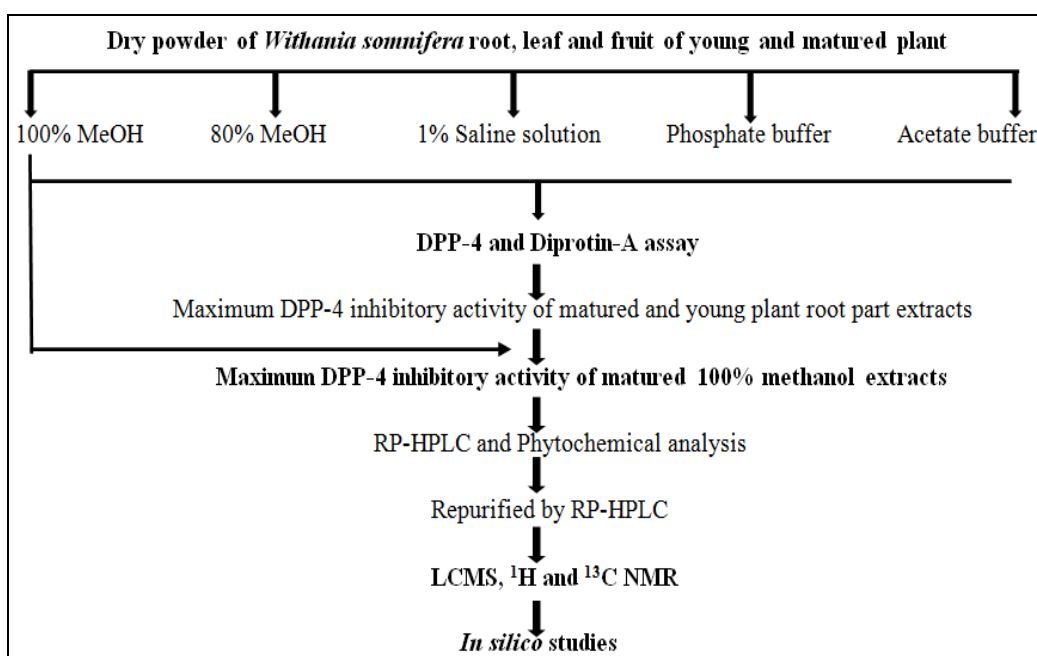 Dry powder of Withania somnifera root, leaf and fruit of young and matured plant
100% MeOH 80% MeOH 1% Saline solution Phosphate buffer Acetate buffer
DPP-4 and Diprotin-A assay
Maximum DPP-4 inhibitory activity of matured and young plant root part extracts
Maximum DPP-4 inhibitory activity of matured 100% methanol extracts
RP-HPLC and Phytochemical analysis
Repurified by RP-HPLC
LCMS, ¹H and ¹³C NMR
In silico studies